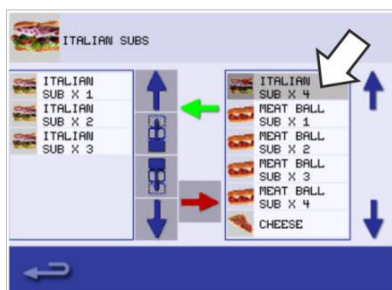 ITALIAN SUBS
ITALIAN
SUB X 1
ITALIAN
SUB X 2
ITALIAN
SUB X 3
ITALIAN
SUB X 4
MEAT BALL
SUB X 1
MEAT BALL
SUB X 2
MEAT BALL
SUB X 3
MEAT BALL
SUB X 4
CHEESE